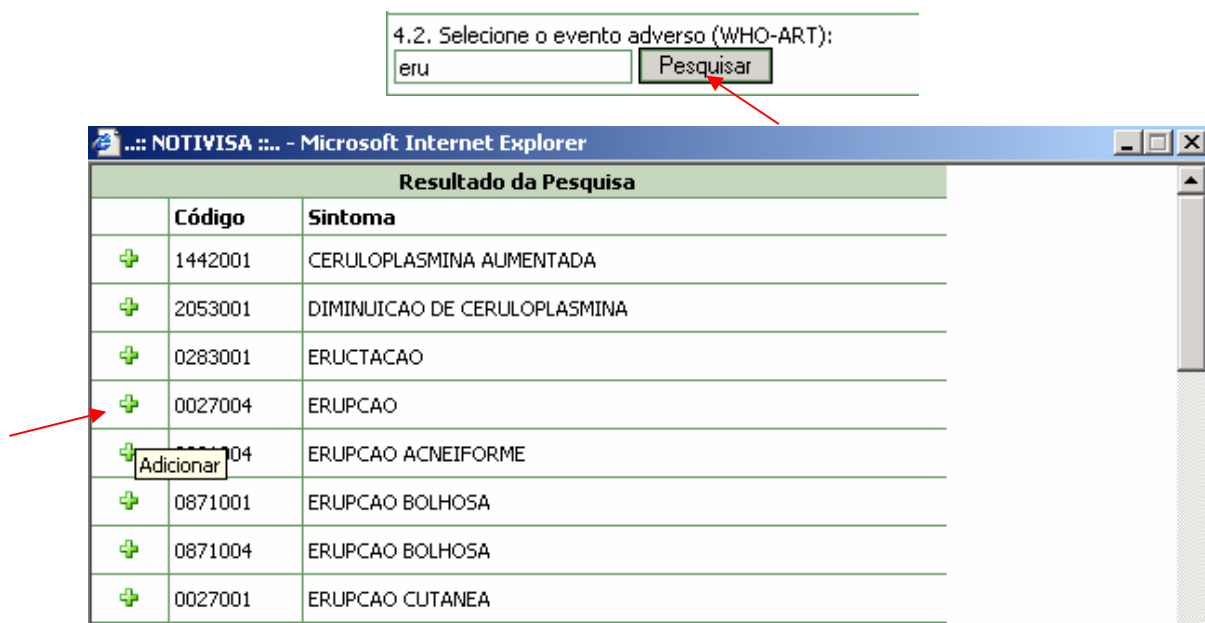 4.2. Selecione o evento adverso (WHO-ART):
eru Pesquisar
..:: NOTIVISA ::.. - Microsoft Internet Explorer
Resultado da Pesquisa
Código Sintoma
1442001 CERULOPLASMINA AUMENTADA
2053001 DIMINUICAO DE CERULOPLASMINA
0283001 ERUCTACAO
0027004 ERUPCAO
04 ERUPCAO ACNEIFORME
Adicionar
0871001 ERUPCAO BOLHOSA
0871004 ERUPCAO BOLHOSA
0027001 ERUPCAO CUTANEA